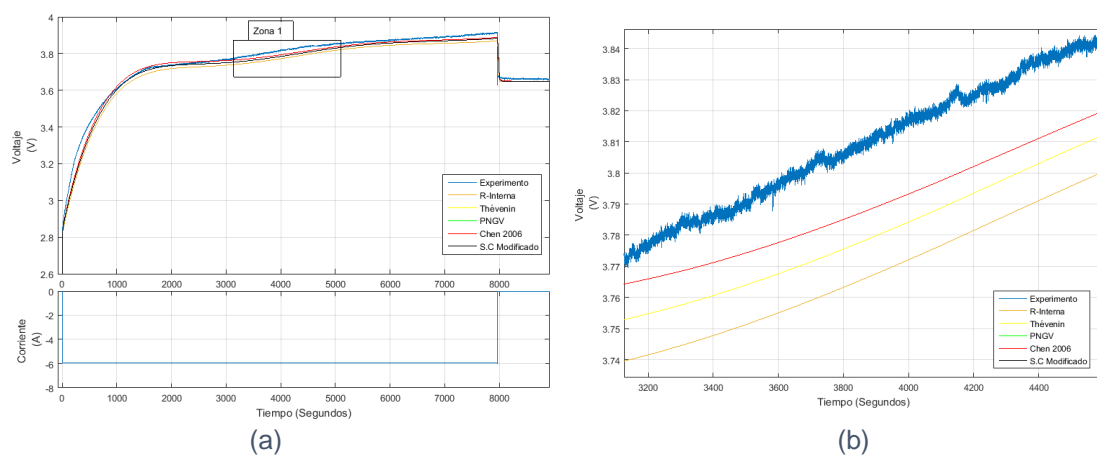 4
3.8
3.6
3.4
3.2
3
2.8
2.6
Voltaje
(V)
Zona 1
Experimento
R-Interna
Thévenin
PNGV
Chen 2006
S.C Modificado
0
-2
-4
-6
-8
Corriente
(A)
0 1000 2000 3000 4000 5000 6000 7000 8000
Tiempo (Segundos)
(a)
3.84
3.83
3.82
3.81
3.8
3.79
3.78
3.77
3.76
3.75
3.74
Voltaje
(V)
Experimento
R-Interna
Thévenin
PNGV
Chen 2006
S.C Modificado
3200 3400 3600 3800 4000 4200 4400
Tiempo (Segundos)
(b)